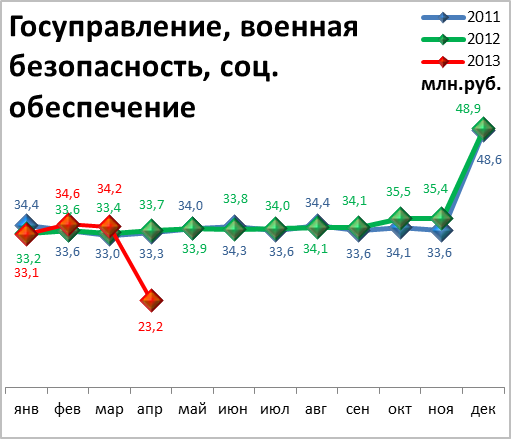 Госуправление, военная
безопасность, соц.
обеспечение
2011
2012
2013
млн.руб.
48,9
48,6
34,4 34,6 34,2 33,7 34,0 33,8 34,0 34,4 34,1 35,5 35,4
33,6 33,4
33,2 33,6 33,0 33,3 33,9 34,3 33,6 34,1 33,6 34,1 33,6
33,1
23,2
янв фев мар апр май июн июл авг сен окт ноя дек